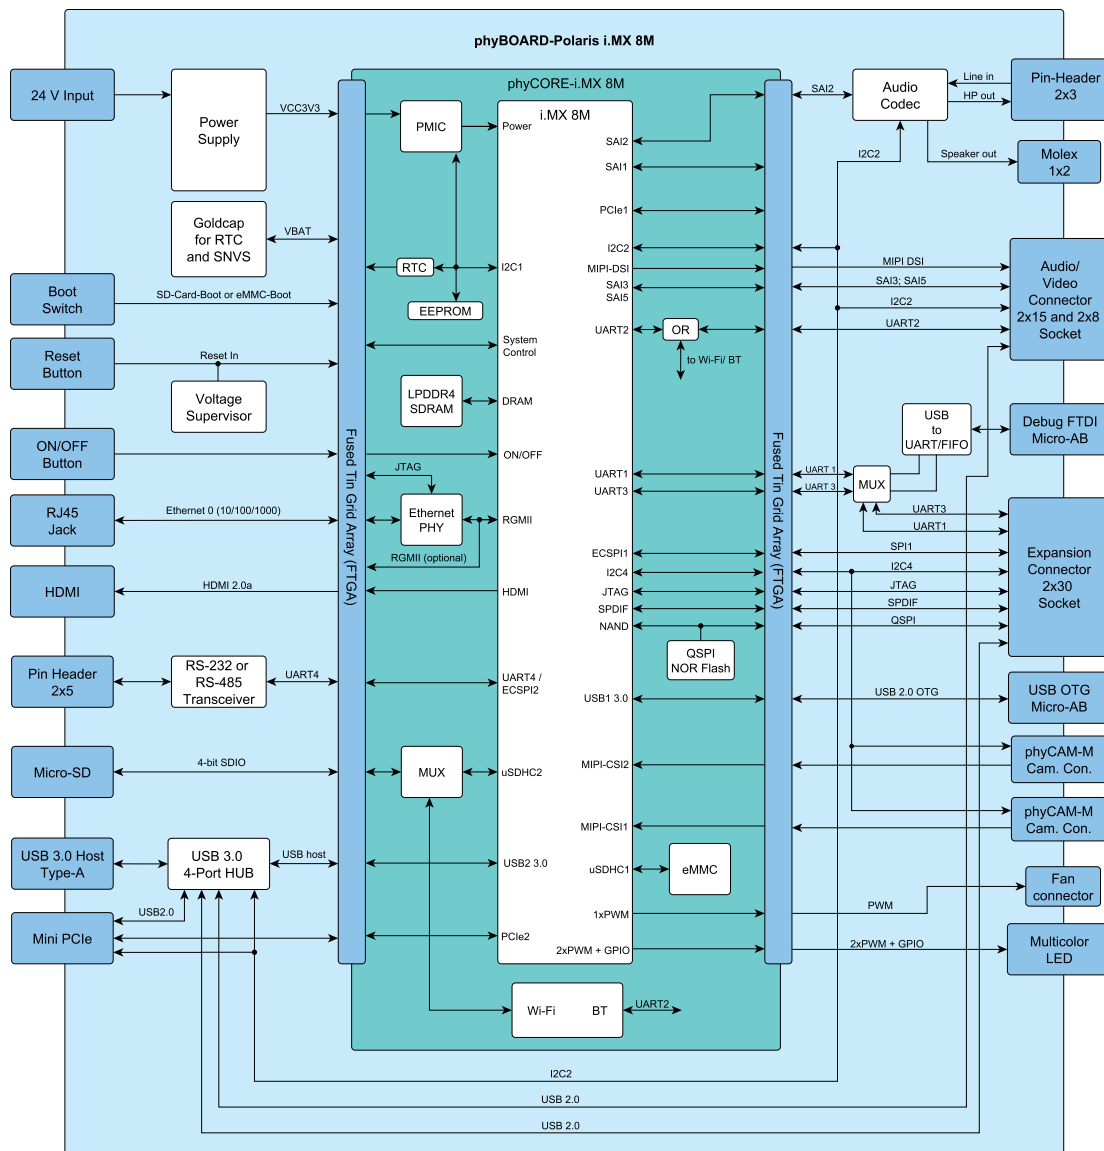 phyBOARD-Polaris i.MX 8M
phyCORE-i.MX 8M
i.MX 8M
24 V Input
Power
Supply
VCC3V3
PMIC
Power
Goldcap
for RTC
and SNVS
VBAT
RTC
I2C1
EEPROM
Boot
Switch
SD-Card-Boot or eMMC-Boot
Reset
Button
Reset In
Voltage
Supervisor
System
Control
LPDDR4
SDRAM
DRAM
ON/OFF
Button
ON/OFF
JTAG
RJ45
Jack
Ethernet 0 (10/100/1000)
Ethernet
PHY
RGMII
RGMII (optional)
HDMI
HDMI 2.0a
HDMI
Pin Header
2x5
RS-232 or
RS-485
Transceiver
UART4
UART4 /
ECSPI2
Micro-SD
4-bit SDIO
MUX
uSDHC2
USB 3.0 Host
Type-A
USB 3.0
4-Port HUB
USB host
USB2 3.0
USB2.0
Mini PCIe
PCIe2
Fused Tin Grid Array (FTGA)
SAI2
SAI1
PCIe1
I2C2
MIPI-DSI
SAI3
SAI5
UART2
OR
to Wi-Fi/ BT
UART1
UART3
ECSPI1
I2C4
JTAG
SPDIF
NAND
QSPI
NOR Flash
USB1 3.0
MIPI-CSI2
MIPI-CSI1
uSDHC1
eMMC
1xPWM
2xPWM + GPIO
Wi-Fi
BT
UART2
Fused Tin Grid Array (FTGA)
SAI2
Audio
Codec
Line in
HP out
Pin-Header
2x3
I2C2
Speaker out
Molex
1x2
MIPI DSI
SAI3; SAI5
I2C2
UART2
Audio/
Video
Connector
2x15 and 2x8
Socket
USB
to
UART/FIFO
Debug FTDI
Micro-AB
UART 1
UART 3
MUX
UART3
UART1
SPI1
I2C4
JTAG
SPDIF
QSPI
Expansion
Connector
2x30
Socket
USB 2.0 OTG
USB OTG
Micro-AB
phyCAM-M
Cam. Con.
phyCAM-M
Cam. Con.
PWM
Fan
connector
2xPWM + GPIO
Multicolor
LED
I2C2
USB 2.0
USB 2.0